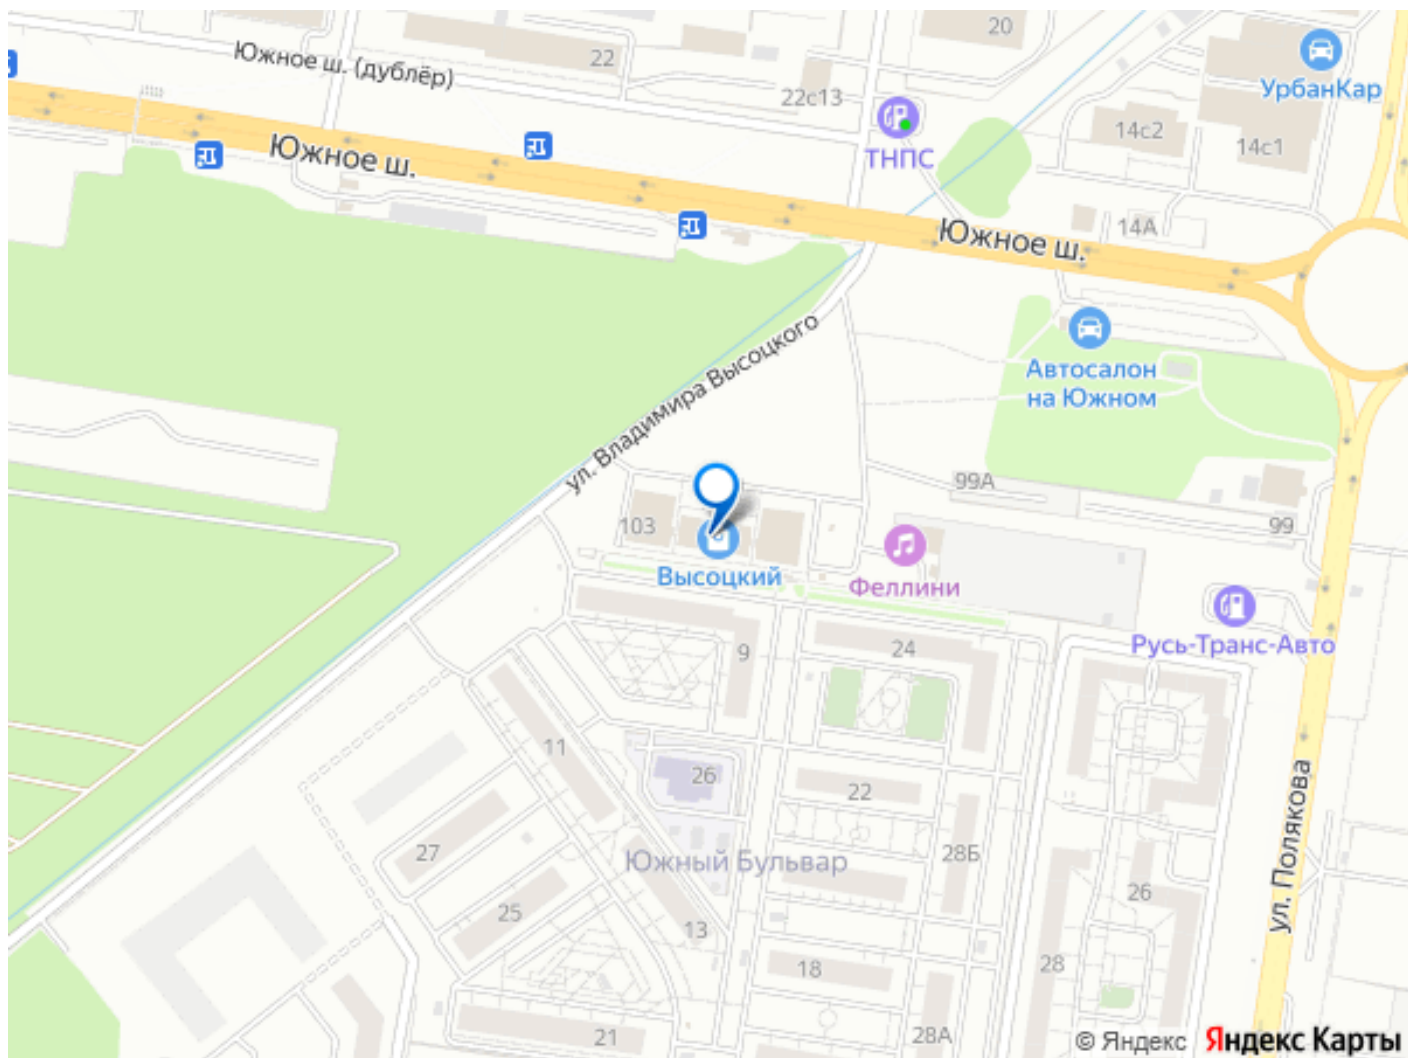 20
22
Южное ш. (дублёр)
УрбанКар
22с13
14с2
14с1
ТНПС
Южное ш.
14А
Южное ш.
Автосалон
на Южном
ул. Владимира Высоцкого
99А
103
99
Высоцкий
Феллини
Русь-Транс-Авто
9
24
11
26
22
ул. Полякова
27
Южный Бульвар
28Б
26
25
13
18
28
21
28А
© Яндекс
Яндекс Карты